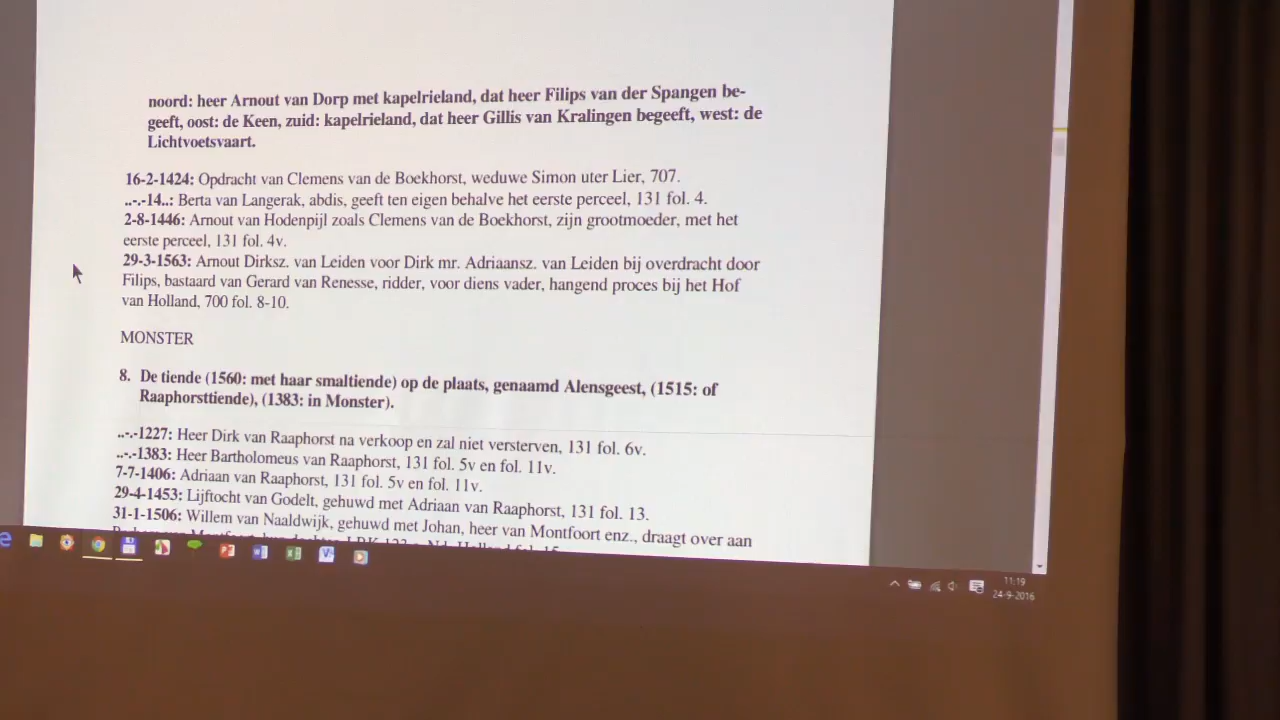 noord: heer Arnout van Dorp met kapelrieland, dat heer Filips van der Spangen be-
geeft, oost: de Keen, zuid: kapelrieland, dat heer Gillis van Kralingen begeeft, west: de
Lichtvoetsvaart.
16-2-1424: Opdracht van Clemens van de Boekhorst, weduwe Simon uter Lier, 707.
..-.-14..: Berta van Langerak, abdis, geeft ten eigen behalve het eerste perceel, 131 fol. 4.
2-8-1446: Arnout van Hodenpijl zoals Clemens van de Boekhorst, zijn grootmoeder, met het
eerste perceel, 131 fol. 4v.
29-3-1563: Arnout Dirksz. van Leiden voor Dirk mr. Adriaansz. van Leiden bij overdracht door
Filips, bastaard van Gerard van Renesse, ridder, voor diens vader, hangend proces bij het Hof
van Holland, 700 fol. 8-10.
MONSTER
8. De tiende (1560: met haar smaltiende) op de plaats, genaamd Alensgeest, (1515: of
Raaphorsttiende), (1383: in Monster).
..-.-1227: Heer Dirk van Raaphorst na verkoop en zal niet versterven, 131 fol. 6v.
..-.-1383: Heer Bartholomeus van Raaphorst, 131 fol. 5v en fol. 11v.
7-7-1406: Adriaan van Raaphorst, 131 fol. 5v en fol. 11v.
29-4-1453: Lijftocht van Godelt, gehuwd met Adriaan van Raaphorst, 131 fol. 13.
31-1-1506: Willem van Naaldwijk, gehuwd met Johan, heer van Montfoort enz., draagt over aan
11:19
24-9-2016